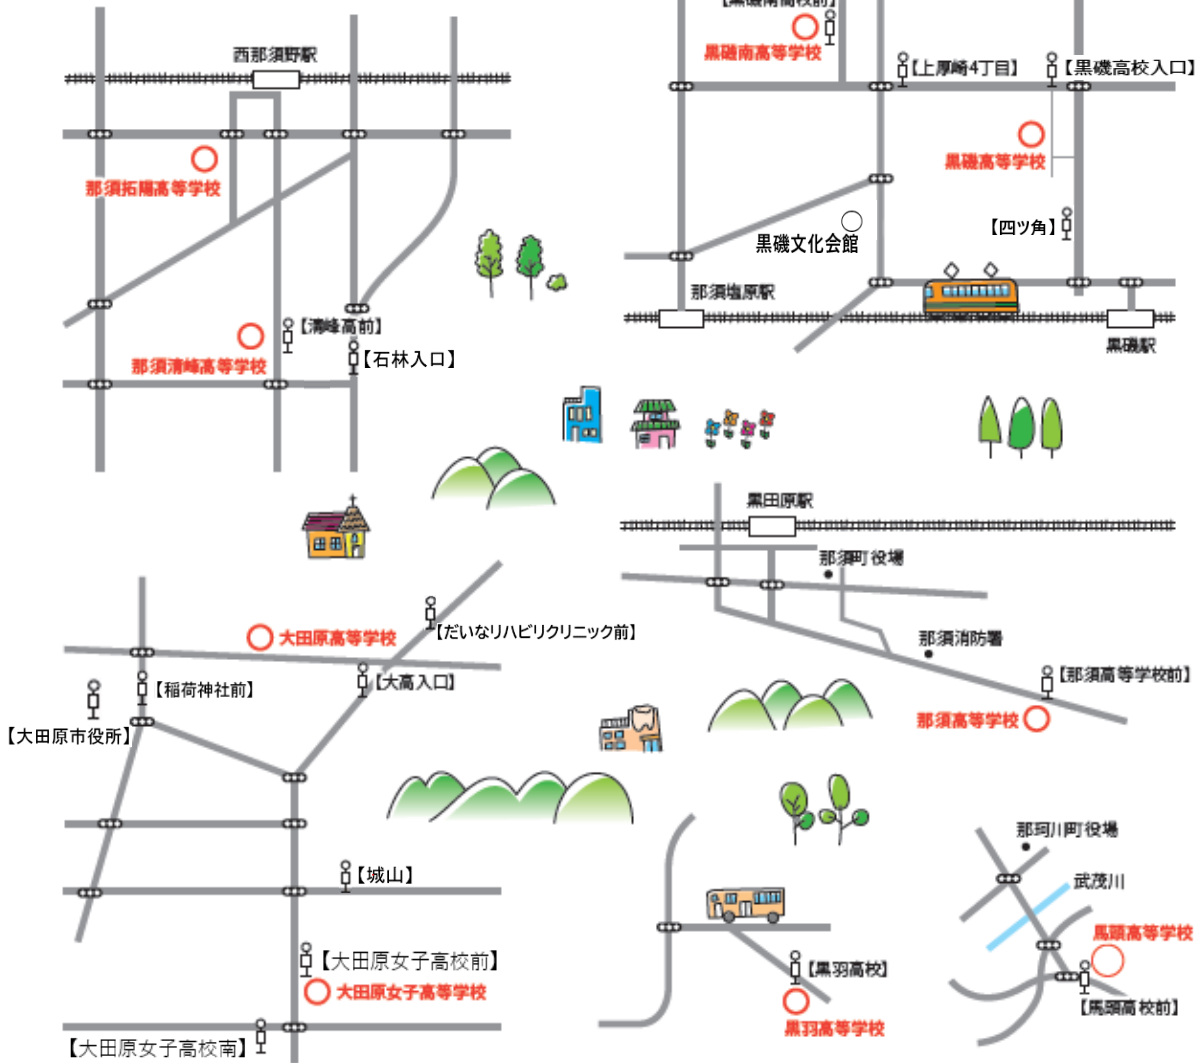 西那須野駅
那須拓陽高等学校
那須清峰高等学校
【清峰高前】
【石林入口】
【黒磯南高校前】
黒磯南高等学校
【上厚崎4丁目】
【黒磯高校入口】
黒磯高等学校
【四ツ角】
黒磯文化会館
那須塩原駅
黒磯駅
黒田原駅
那須町役場
那須消防署
【那須高等学校前】
那須高等学校
大田原高等学校
【だいなリハビリクリニック前】
【大高入口】
【稲荷神社前】
【大田原市役所】
【城山】
【大田原女子高校前】
大田原女子高等学校
【大田原女子高校南】
【黒羽高校】
黒羽高等学校
那珂川町役場
武茂川
馬頭高等学校
【馬頭高校前】